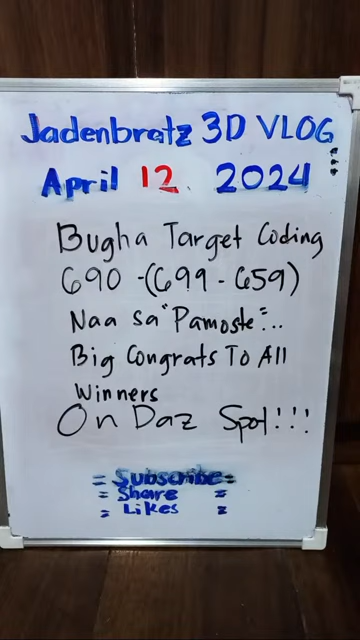 Jadenbratz 3D VLOG
April 12, 2024
Bugha Target Coding
690 -(699 - 659)
Naa sa "Pamoste"...
Big Congrats To All
Winners
On Daz Spot!!!
= Subscribe =
= Share =
= Likes =